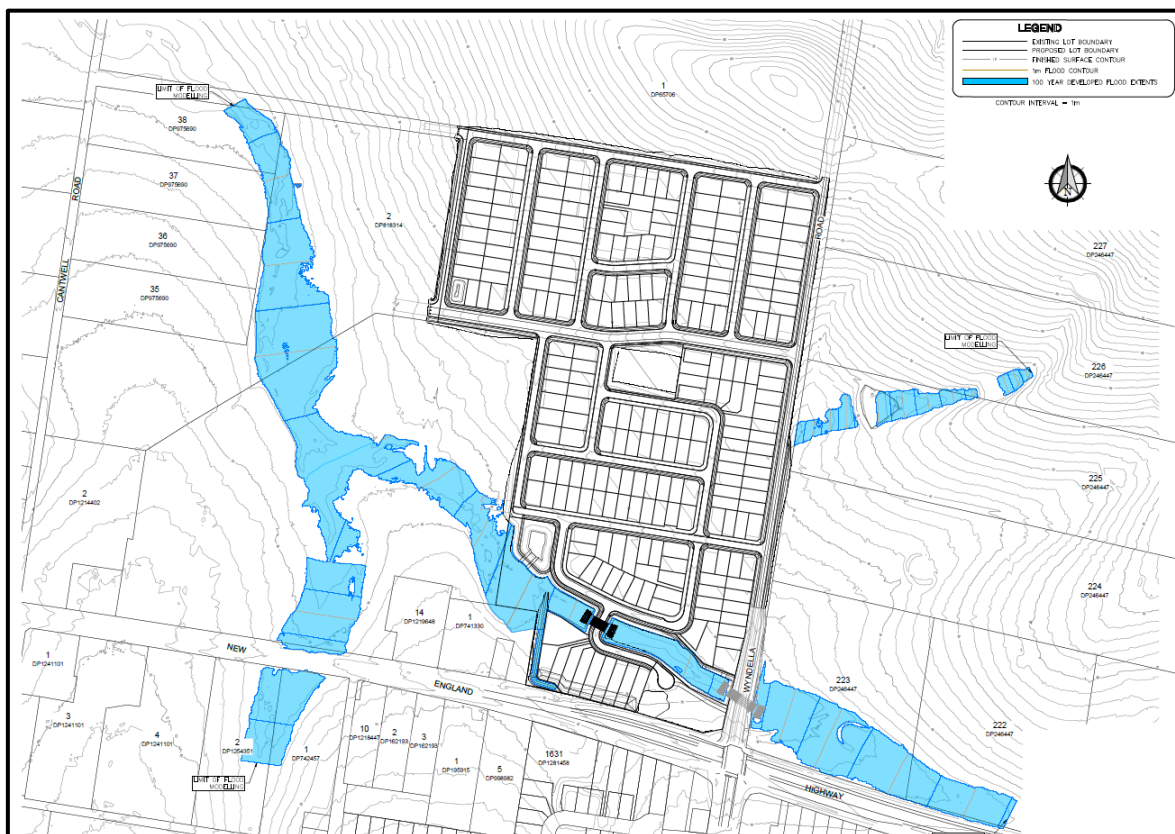 LEGEND
EXISTING LOT BOUNDARY
PROPOSED LOT BOUNDARY
FINISHED SURFACE CONTOUR
1m FLOOD CONTOUR
100 YEAR DEVELOPED FLOOD EXTENTS
CONTOUR INTERVAL = 1m
N
LIMIT OF FLOOD
MODELLING
1
DP65706
38
DP975690
37
DP975690
36
DP975690
35
DP975690
CANTWELL
ROAD
2
DP818314
ROAD
227
DP246447
LIMIT OF FLOOD
MODELLING
226
DP246447
225
DP246447
2
DP1214402
224
DP246447
14
DP1219648
1
DP741330
1
DP1241101
NEW
ENGLAND
WYNDELLA
223
DP246447
222
DP246447
3
DP1241101
4
DP1241101
2
DP1254351
1
DP742457
10
DP1218447
2
DP162193
3
DP162193
1
DP195915
5
DP998982
1631
DP1281458
HIGHWAY
LIMIT OF FLOOD
MODELLING